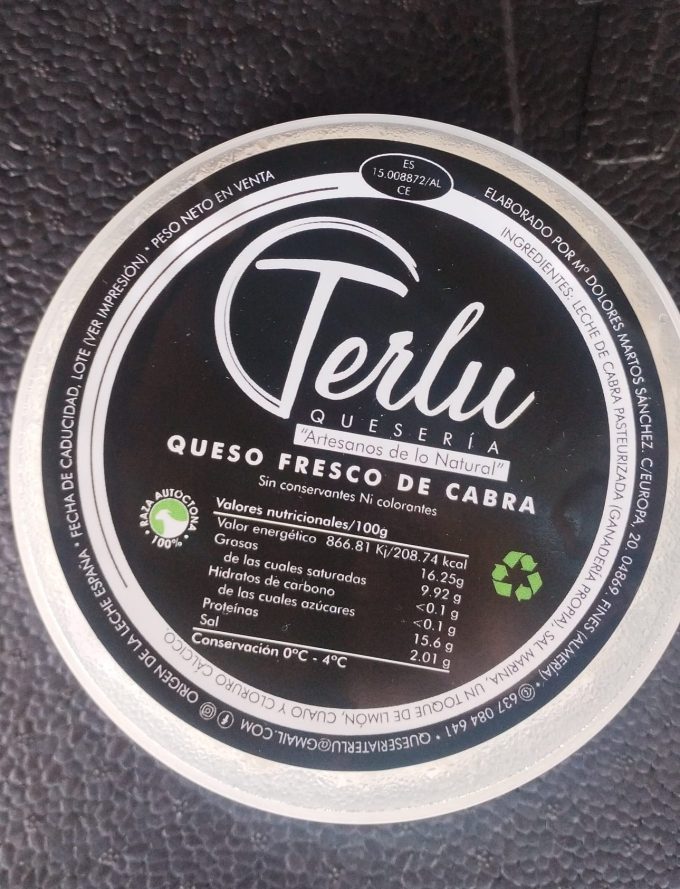 ES
15.008872/AL
CE
ELABORADO POR Mº DOLORES MARTOS SÁNCHEZ. C/EUROPA, 20. 04869. FINES (ALMERÍA) • 637 084 641 • QUESERIATERLU@GMAIL.COM
ORIGEN DE LA LECHE ESPAÑA • FECHA DE CADUCIDAD, LOTE (VER IMPRESIÓN) • PESO NETO EN VENTA
INGREDIENTES: LECHE DE CABRA PASTEURIZADA (GANADERÍA PROPIA), SAL MARINA, UN TOQUE DE LIMÓN, CUAJO Y CLORURO CÁLCICO
Terlu
QUESERÍA
"Artesanos de lo Natural"
QUESO FRESCO DE CABRA
Sin conservantes Ni colorantes
RAZA AUTÓCTONA
100%
Valores nutricionales/100g
Valor energético 866.81 Kj/208.74 kcal
Grasas 16.25g
de las cuales saturadas 9.92 g
Hidratos de carbono <0.1 g
de las cuales azúcares <0.1 g
Proteínas 15.6 g
Sal 2.01 g
Conservación 0ºC - 4ºC